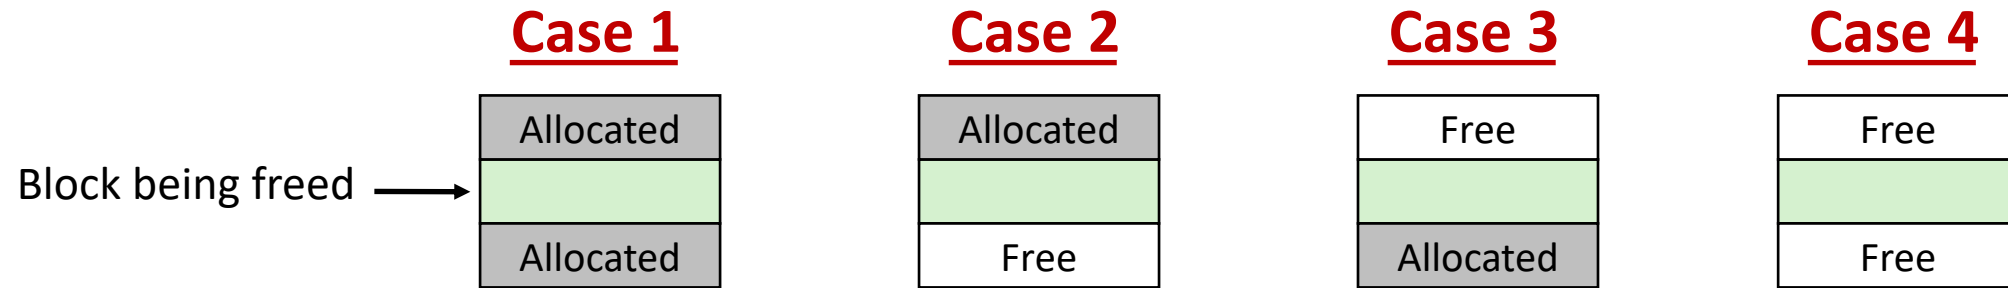 Case 1 Case 2 Case 3 Case 4
Allocated Allocated Free Free
Block being freed
Allocated Free Allocated Free